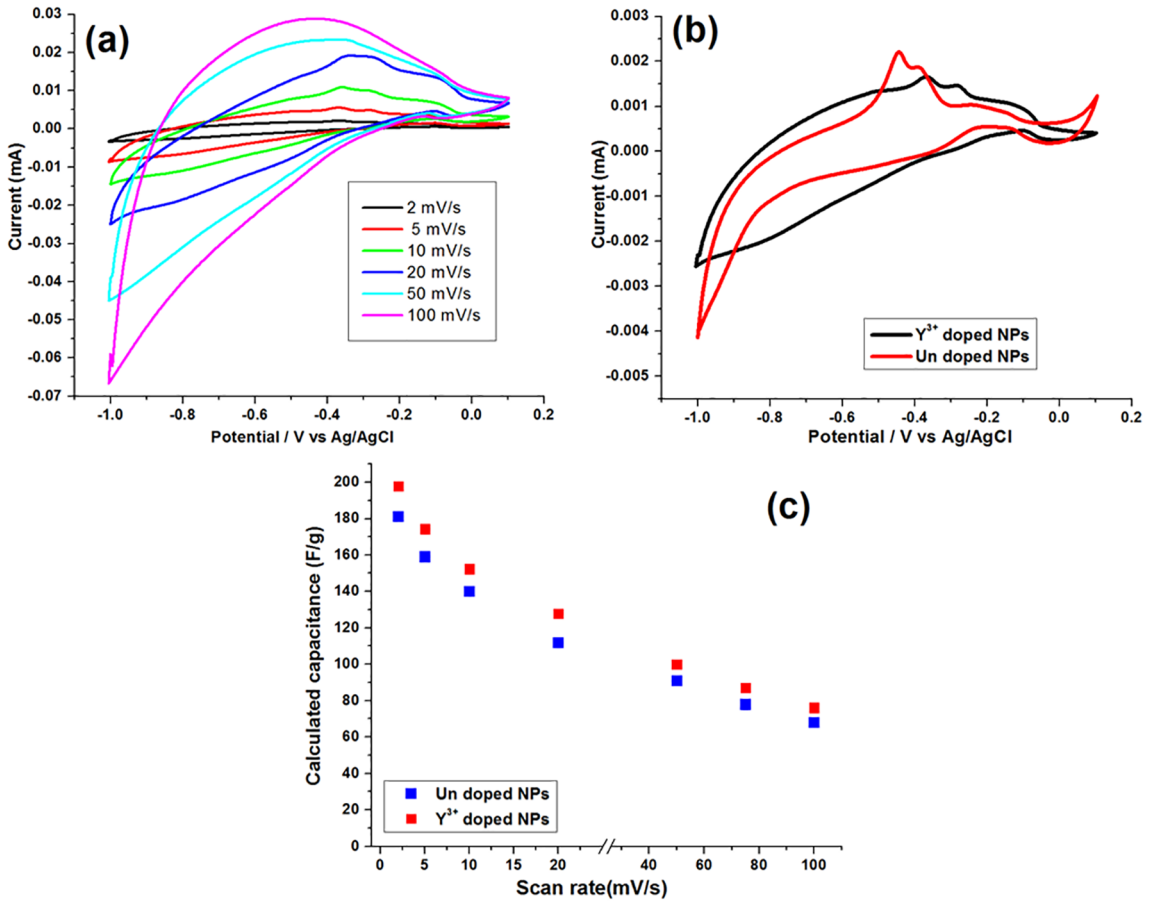 (a)
0.03
0.02
0.01
0.00
-0.01
-0.02
-0.03
-0.04
-0.05
-0.06
-0.07
Current (mA)
2 mV/s
5 mV/s
10 mV/s
20 mV/s
50 mV/s
100 mV/s
-1.0 -0.8 -0.6 -0.4 -0.2 0.0 0.2
Potential / V vs Ag/AgCl
(b)
0.003
0.002
0.001
0.000
-0.001
-0.002
-0.003
-0.004
-0.005
Current (mA)
Y³⁺ doped NPs
Un doped NPs
-1.0 -0.8 -0.6 -0.4 -0.2 0.0 0.2
Potential / V vs Ag/AgCl
(c)
200
180
160
140
120
100
80
60
40
20
0
Calculated capacitance (F/g)
Un doped NPs
Y³⁺ doped NPs
0 5 10 15 20 40 60 80 100
Scan rate(mV/s)